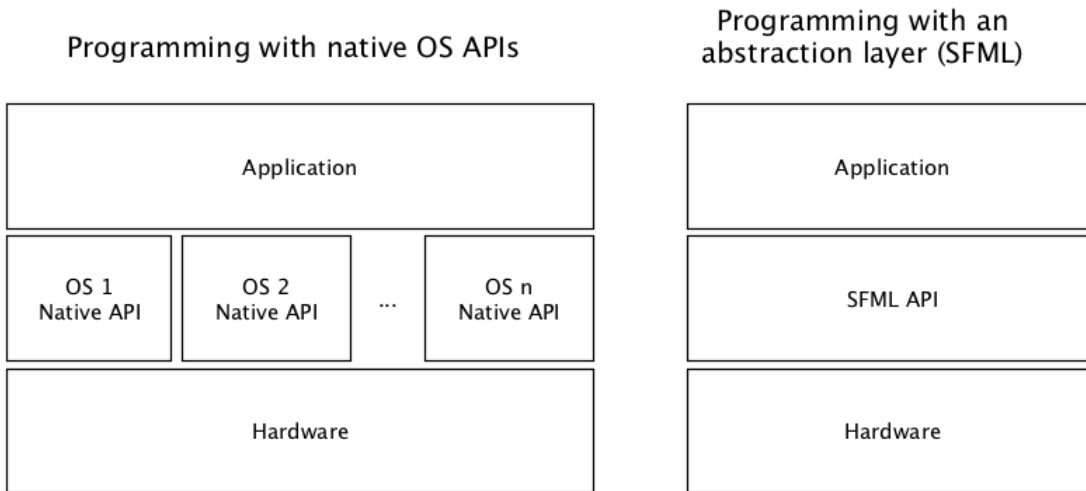 Programming with native OS APIs
Application
OS 1
Native API
OS 2
Native API
...
OS n
Native API
Hardware
Programming with an
abstraction layer (SFML)
Application
SFML API
Hardware